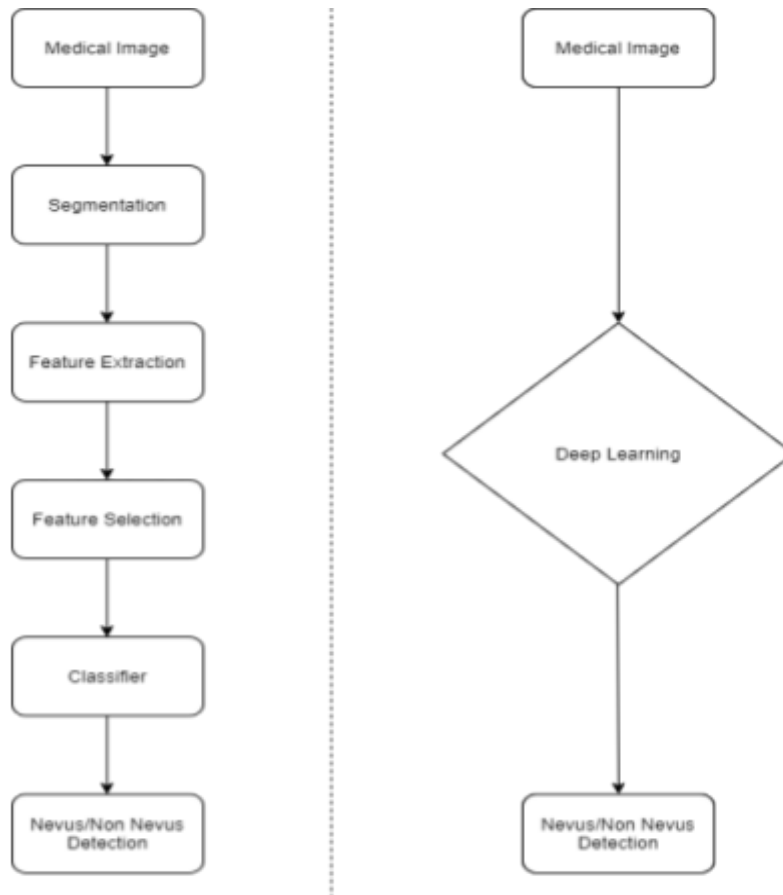 Medical Image
Segmentation
Feature Extraction
Feature Selection
Classifier
Nevus/Non Nevus
Detection
Medical Image
Deep Learning
Nevus/Non Nevus
Detection